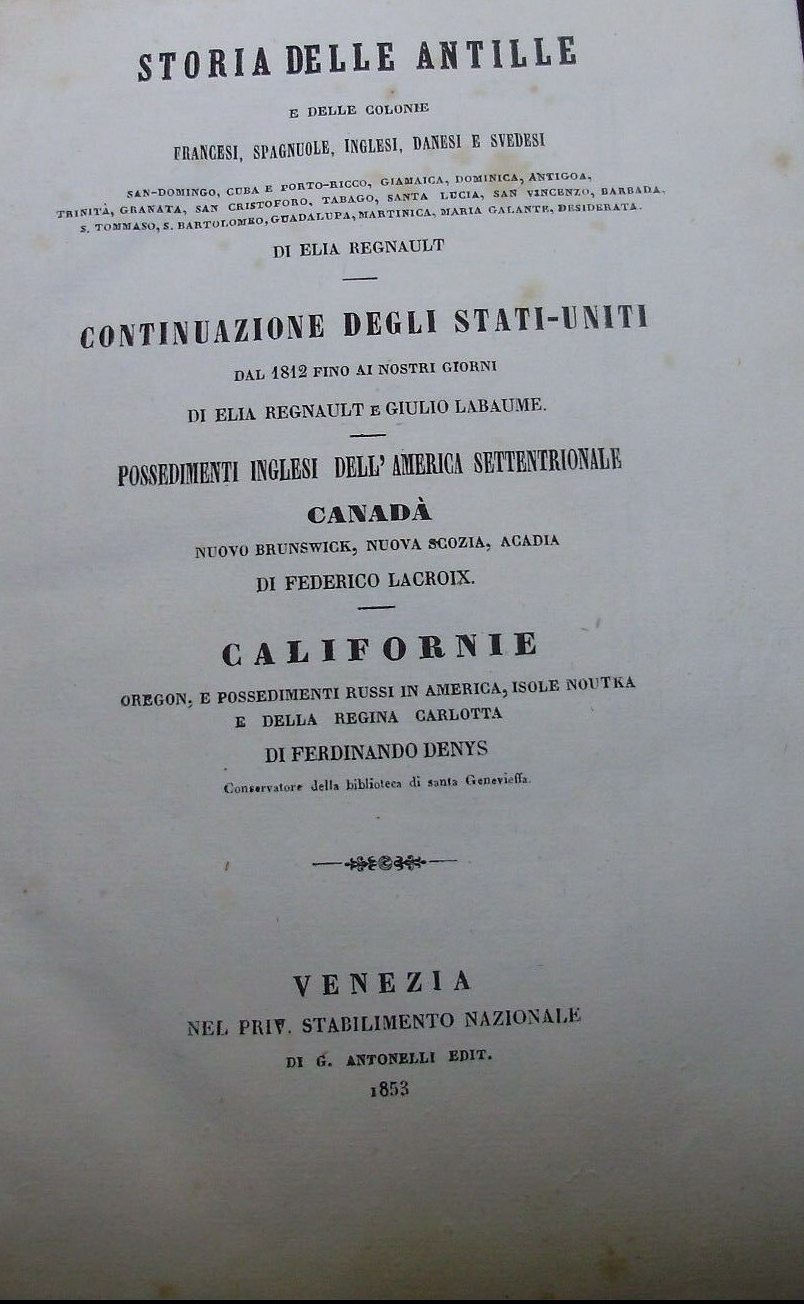 STORIA DELLE ANTILLE
E DELLE COLONIE
FRANCESI, SPAGNUOLE, INGLESI, DANESI E SVEDESI
SAN-DOMINGO, CUBA E PORTO-RICCO, GIAMAICA, DOMINICA, ANTIGOA,
TRINITÀ, GRANATA, SAN CRISTOFORO, TABAGO, SANTA LUCIA, SAN VINCENZO, BARBADA,
S. TOMMASO, S. BARTOLOMEO, GUADALUPA, MARTINICA, MARIA GALANTE, DESIDERATA.
DI ELIA REGNAULT
CONTINUAZIONE DEGLI STATI-UNITI
DAL 1812 FINO AI NOSTRI GIORNI
DI ELIA REGNAULT E GIULIO LABAUME.
POSSEDIMENTI INGLESI DELL' AMERICA SETTENTRIONALE
CANADÀ
NUOVO BRUNSWICK, NUOVA SCOZIA, ACADIA
DI FEDERICO LACROIX.
CALIFORNIE
OREGON, E POSSEDIMENTI RUSSI IN AMERICA, ISOLE NOUTKA
E DELLA REGINA CARLOTTA
DI FERDINANDO DENYS
Conservatore della biblioteca di santa Genevieffa.
VENEZIA
NEL PRIV. STABILIMENTO NAZIONALE
DI G. ANTONELLI EDIT.
1853